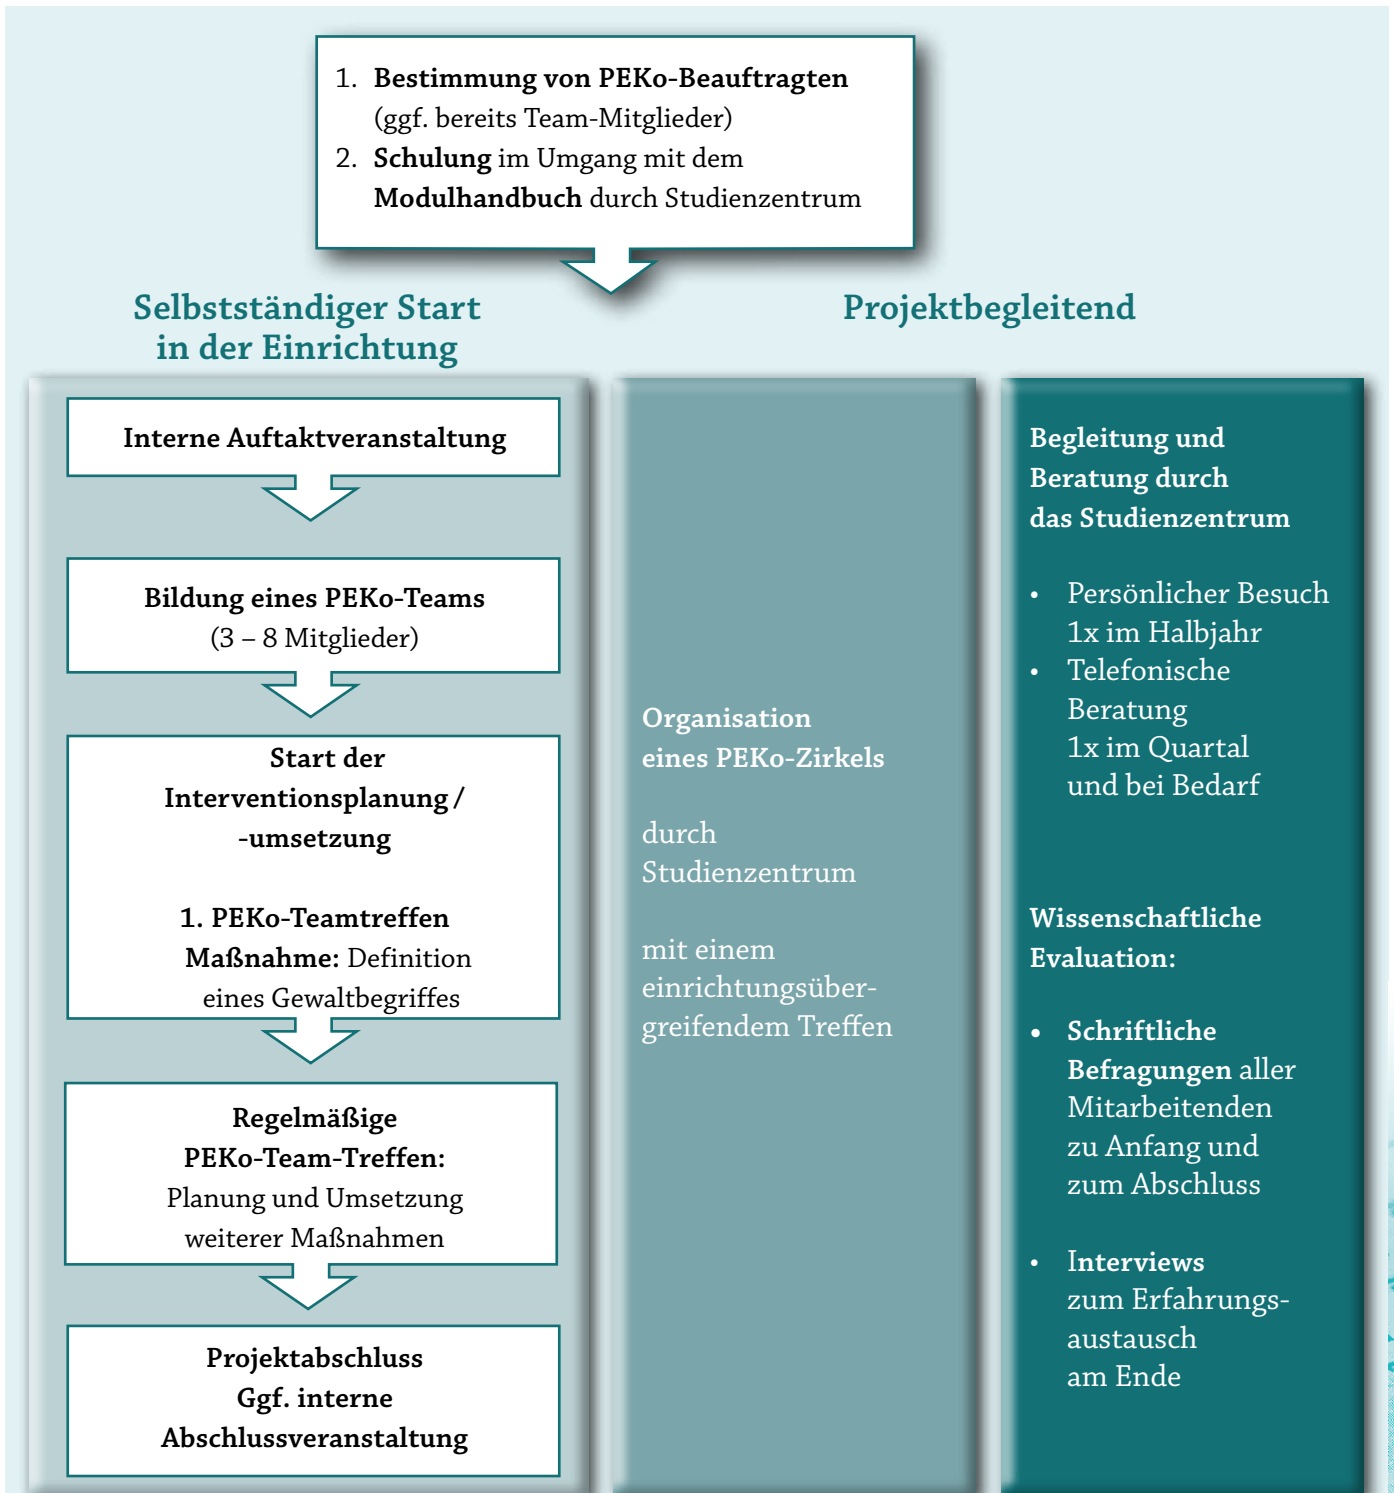 1. Bestimmung von PEKo-Beauftragten
(ggf. bereits Team-Mitglieder)
2. Schulung im Umgang mit dem
Modulhandbuch durch Studienzentrum
Selbstständiger Start
in der Einrichtung
Projektbegleitend
Interne Auftaktveranstaltung
Bildung eines PEKo-Teams
(3 – 8 Mitglieder)
Start der
Interventionsplanung /
-umsetzung
1. PEKo-Teamtreffen
Maßnahme: Definition
eines Gewaltbegriffes
Regelmäßige
PEKo-Team-Treffen:
Planung und Umsetzung
weiterer Maßnahmen
Projektabschluss
Ggf. interne
Abschlussveranstaltung
Organisation
eines PEKo-Zirkels
durch
Studienzentrum
mit einem
einrichtungsüber-
greifendem Treffen
Begleitung und
Beratung durch
das Studienzentrum
• Persönlicher Besuch
1x im Halbjahr
• Telefonische
Beratung
1x im Quartal
und bei Bedarf
Wissenschaftliche
Evaluation:
• Schriftliche
Befragungen aller
Mitarbeitenden
zu Anfang und
zum Abschluss
• Interviews
zum Erfahrungs-
austausch
am Ende